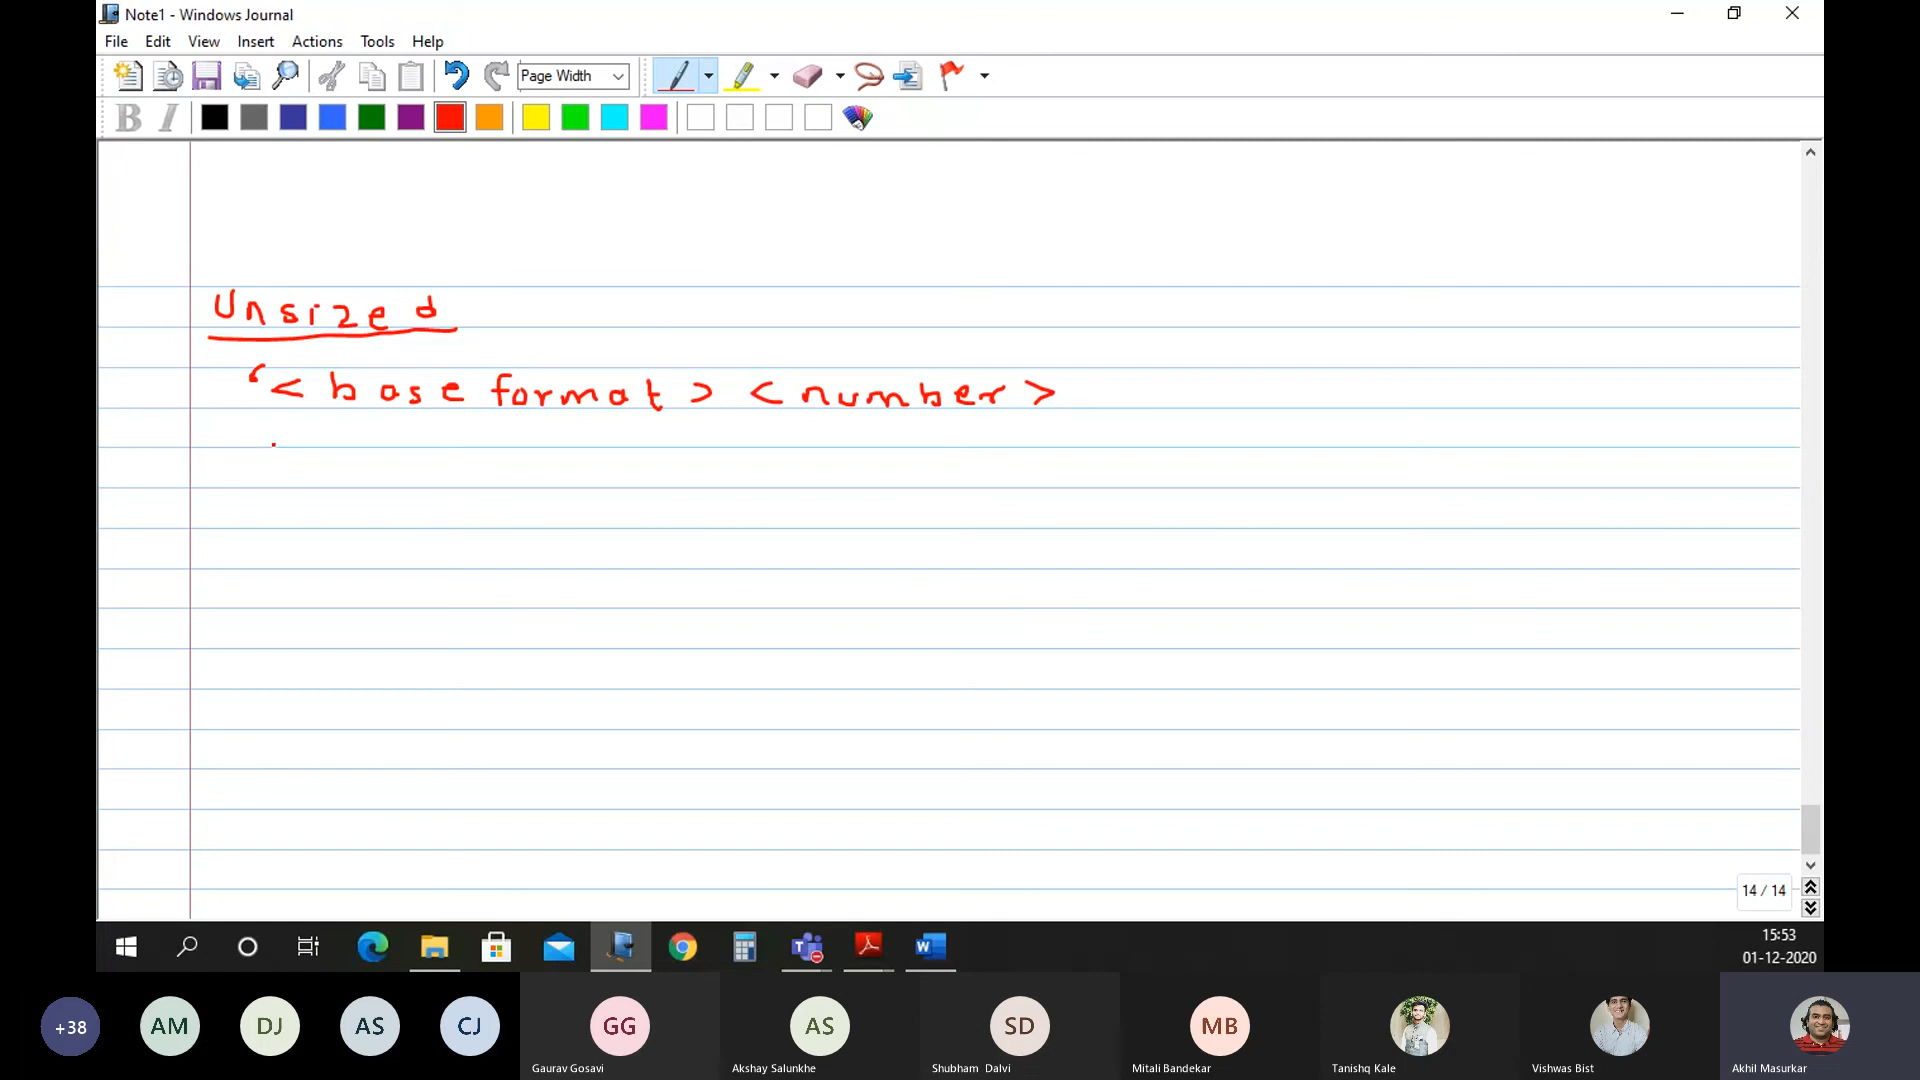 Note1 - Windows Journal
File Edit View Insert Actions Tools Help
Page Width
B I
Unsized
'< base format > < number >
14 / 14
15:53
01-12-2020
+38 AM DJ AS CJ GG AS SD MB
Gaurav Gosavi Akshay Salunkhe Shubham Dalvi Mitali Bandekar Tanishq Kale Vishwas Bist Akhil Masurkar